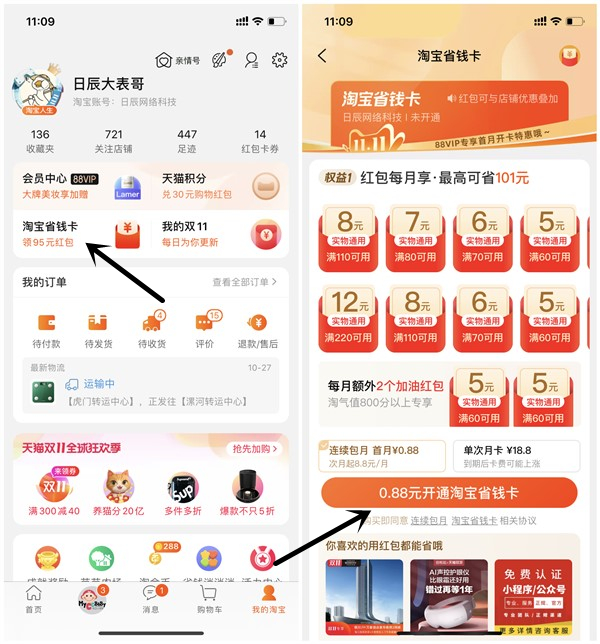 11:09
亲情号
日辰大表哥
淘宝账号：日辰网络科技
淘宝人生
136
721
447
14
收藏夹
关注店铺
足迹
红包卡券
会员中心 88VIP
大牌美妆享加赠
Lamer
天猫积分
兑30元购物红包
淘宝省钱卡
领95元红包
我的双11
每日为你更新
我的订单
查看全部订单
4
15
待付款
待发货
待收货
评价
退款/售后
最新物流
10-27
运输中
【虎门转运中心】，正发往【漯河转运中心】
天猫双11全球狂欢季
抢先加购
来领券
双11
Sup
满300减40
养猫分20亿
多件多折
爆款不只5折
288
3
1
首页
消息
购物车
我的淘宝
11:09
淘宝省钱卡
淘宝省钱卡
红包可与店铺优惠叠加
日辰网络科技 | 未开通
88VIP专享首月开卡特惠哦~
权益1
红包每月享·最高可省101元
8元
7元
6元
5元
实物通用
实物通用
实物通用
实物通用
满110可用
满80可用
满70可用
满60可用
12元
8元
6元
5元
实物通用
实物通用
实物通用
实物通用
满220可用
满110可用
满70可用
满60可用
每月额外2个加油红包
淘气值800分以上专享
5元
5元
满60可用
满60可用
连续包月 首月¥0.88
次月起8.8元/月
单次月卡 ¥18.8
到期后卡费可能上涨
0.88元开通淘宝省钱卡
购买即同意 连续包月 淘宝省钱卡 相关协议
你喜欢的用红包都能省哦
双11
AI声控护眼仪
比眼霜还好用
错过再等1年
免费认证
小程序/公众号
专业、服务、正规、官方
更多详情咨询客服